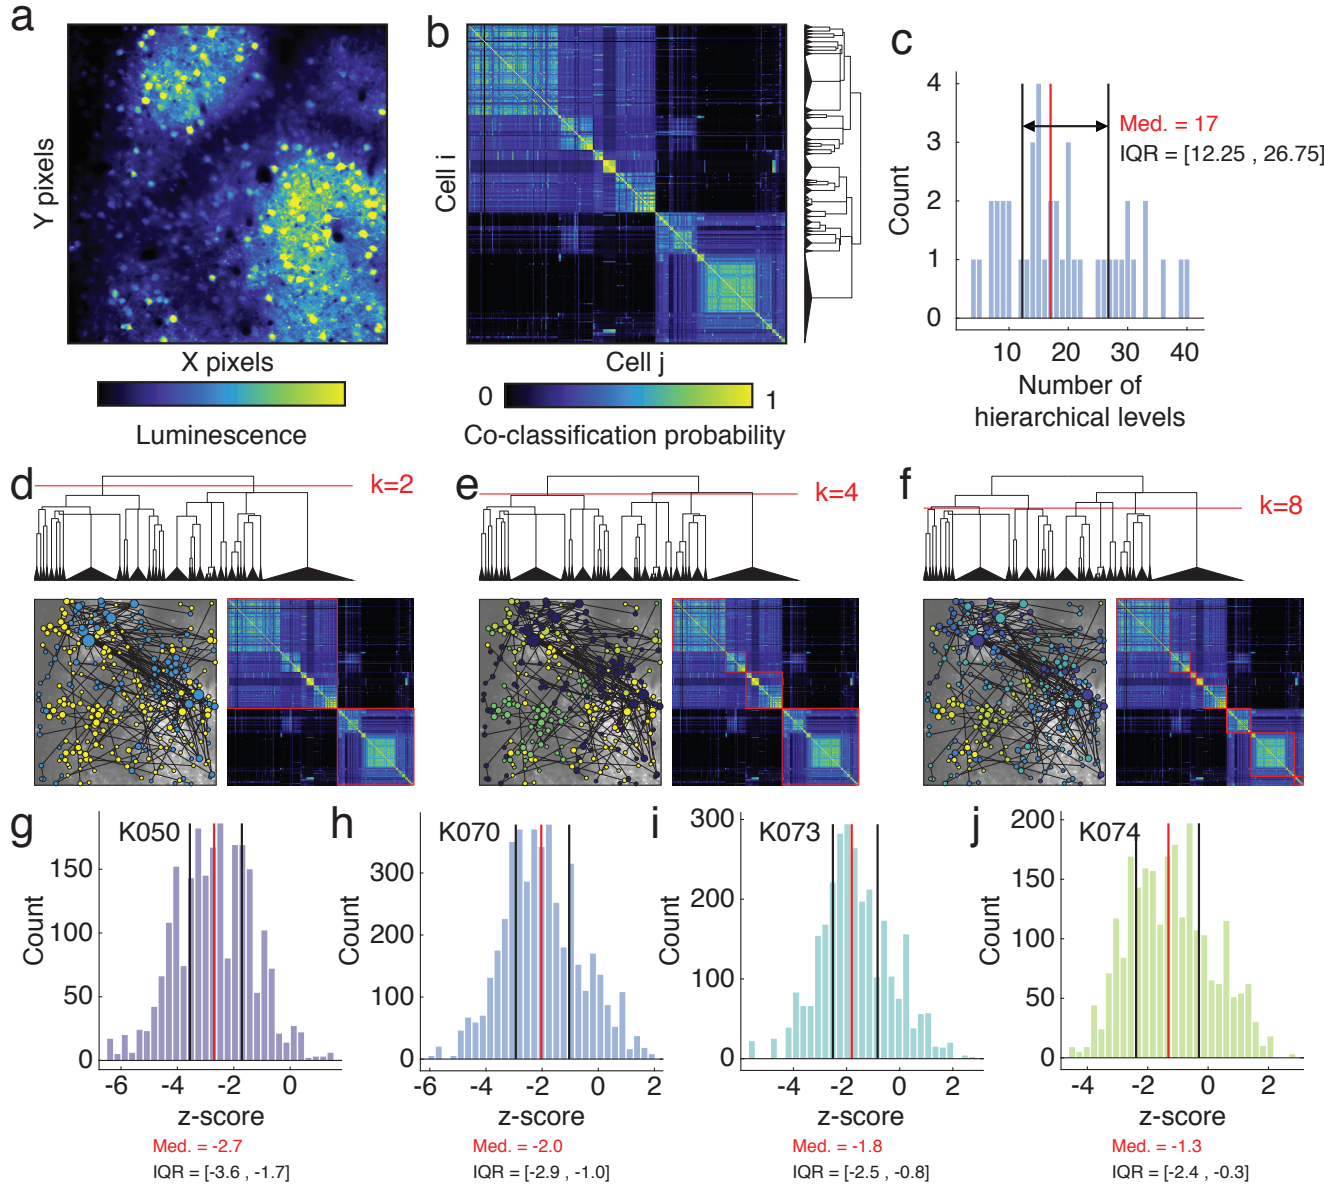 a
Y pixels
X pixels
Luminescence
b
Cell i
Cell j
0
1
Co-classification probability
c
Count
4
3
2
1
0
Med. = 17
IQR = [12.25 , 26.75]
10 20 30 40
Number of
hierarchical levels
d
k=2
e
k=4
f
k=8
g
K050
Count
150
100
50
0
-6 -4 -2 0
z-score
Med. = -2.7
IQR = [-3.6 , -1.7]
h
K070
Count
300
200
100
0
-6 -4 -2 0 2
z-score
Med. = -2.0
IQR = [-2.9 , -1.0]
i
K073
Count
300
200
100
0
-6 -4 -2 0 2
z-score
Med. = -1.8
IQR = [-2.5 , -0.8]
j
K074
Count
200
150
100
50
0
-4 -2 0 2
z-score
Med. = -1.3
IQR = [-2.4 , -0.3]